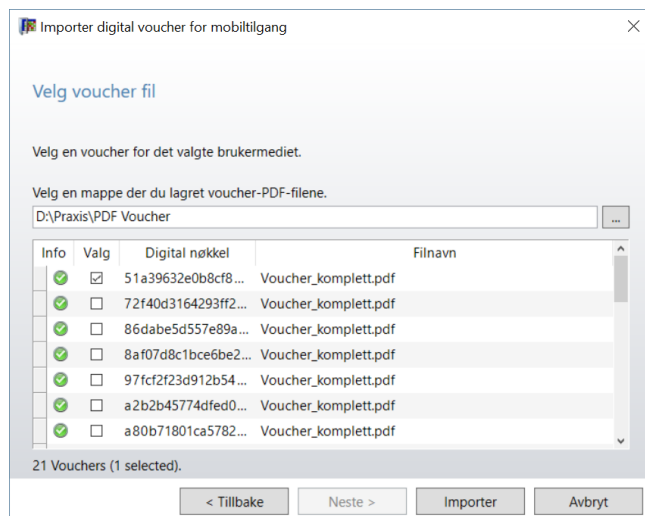 Importer digital voucher for mobiltilgang
Velg voucher fil
Velg en voucher for det valgte brukermediet.
Velg en mappe der du lagret voucher-PDF-filene.
D:\Praxis\PDF Voucher ...
Info Valg Digital nøkkel Filnavn
51a39632e0b8cf8... Voucher_komplett.pdf
72f40d3164293ff2... Voucher_komplett.pdf
86dabe5d557e89a... Voucher_komplett.pdf
8af07d8c1bce6be2... Voucher_komplett.pdf
97fcf2f23d912b54... Voucher_komplett.pdf
a2b2b45774dfed0... Voucher_komplett.pdf
a80b71801ca5782... Voucher_komplett.pdf
21 Vouchers (1 selected).
< Tillbake Neste > Importer Avbryt